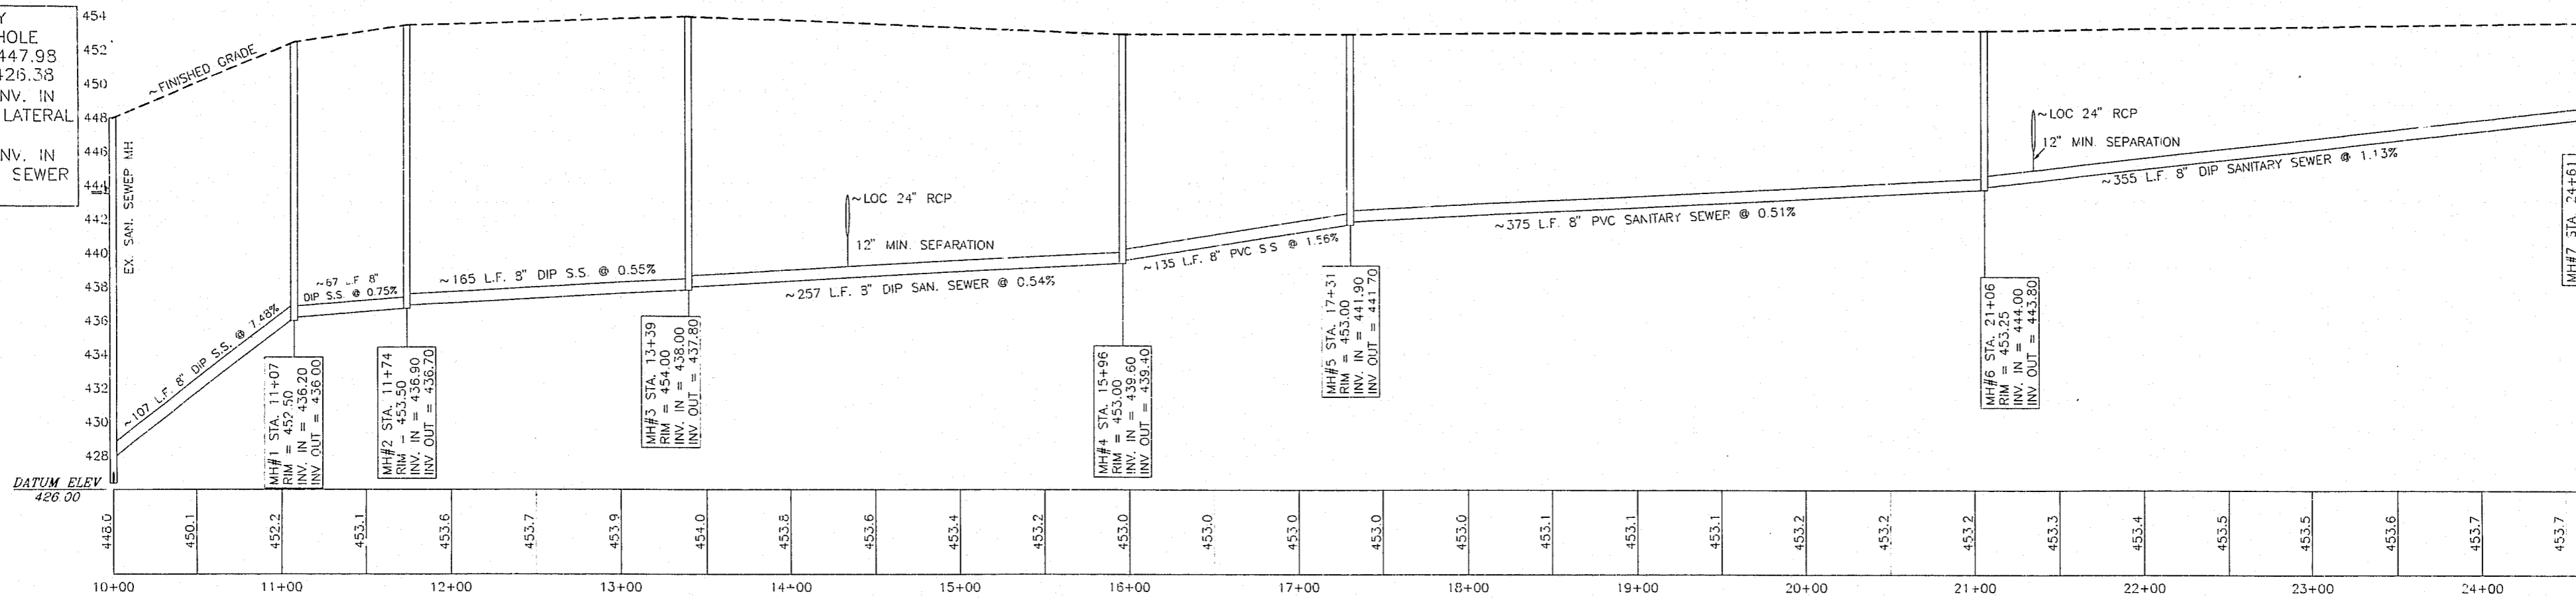 HOLE
447.98
426.38
INV. IN
LATERAL
INV. IN
SEWER
454
452
450
448
446
444
442
440
438
436
434
432
430
428
DATUM ELEV
426.00
EX. SAN. SEWER MH
~FINISHED GRADE
~107 L.F. 8" DIP S.S. @ 7.48%
~67 L.F 8"
DIP S.S. @ 0.75%
~165 L.F. 8" DIP S.S. @ 0.55%
~257 L.F. 8" DIP SAN. SEWER @ 0.54%
~LOC 24" RCP
12" MIN. SEPARATION
~135 L.F. 8" PVC S.S @ 1.56%
~375 L.F. 8" PVC SANITARY SEWER @ 0.51%
~LOC 24" RCP
12" MIN. SEPARATION
~355 L.F. 8" DIP SANITARY SEWER @ 1.13%
MH#1 STA. 11+07
RIM = 452.50
INV. IN = 436.20
INV OUT = 436.00
MH#2 STA. 11+74
RIM - 453.50
INV. IN = 436.90
INV OUT = 436.70
MH#3 STA. 13+39
RIM = 454.00
INV. IN = 438.00
INV OUT = 437.80
MH#4 STA. 15+96
RIM = 453.00
INV. IN = 439.60
INV OUT = 439.40
MH#5 STA. 17+31
RIM = 453.00
INV. IN = 441.90
INV OUT = 441.70
MH#6 STA. 21+06
RIM = 453.25
INV. IN = 444.00
INV OUT = 443.80
MH#7 STA. 24+61
448.0
450.1
452.2
453.1
453.6
453.7
453.9
454.0
453.8
453.6
453.4
453.2
453.0
453.0
453.0
453.0
453.0
453.1
453.1
453.1
453.2
453.2
453.2
453.3
453.4
453.5
453.5
453.6
453.7
453.7
10+00
11+00
12+00
13+00
14+00
15+00
16+00
17+00
18+00
19+00
20+00
21+00
22+00
23+00
24+00